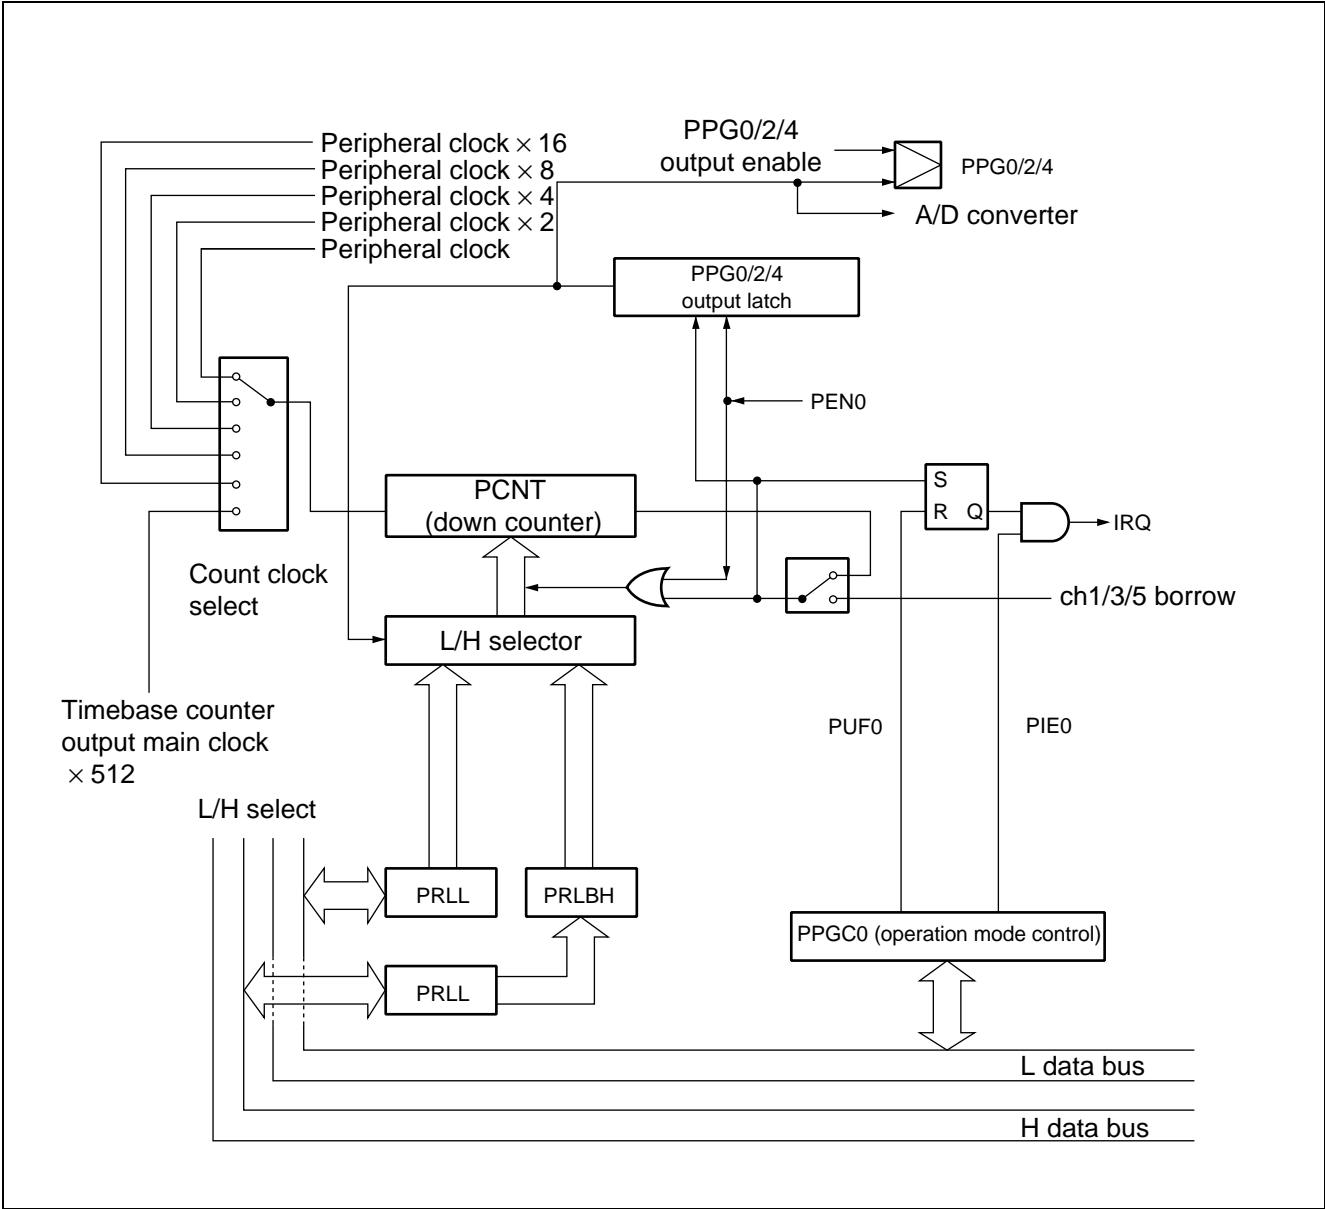 Peripheral clock × 16
Peripheral clock × 8
Peripheral clock × 4
Peripheral clock × 2
Peripheral clock
PPG0/2/4
output enable
PPG0/2/4
A/D converter
PPG0/2/4
output latch
PEN0
PCNT
(down counter)
S
R Q
IRQ
Count clock
select
ch1/3/5 borrow
L/H selector
Timebase counter
output main clock
× 512
PUF0
PIE0
L/H select
PRLL
PRLBH
PPGC0 (operation mode control)
PRLL
L data bus
H data bus